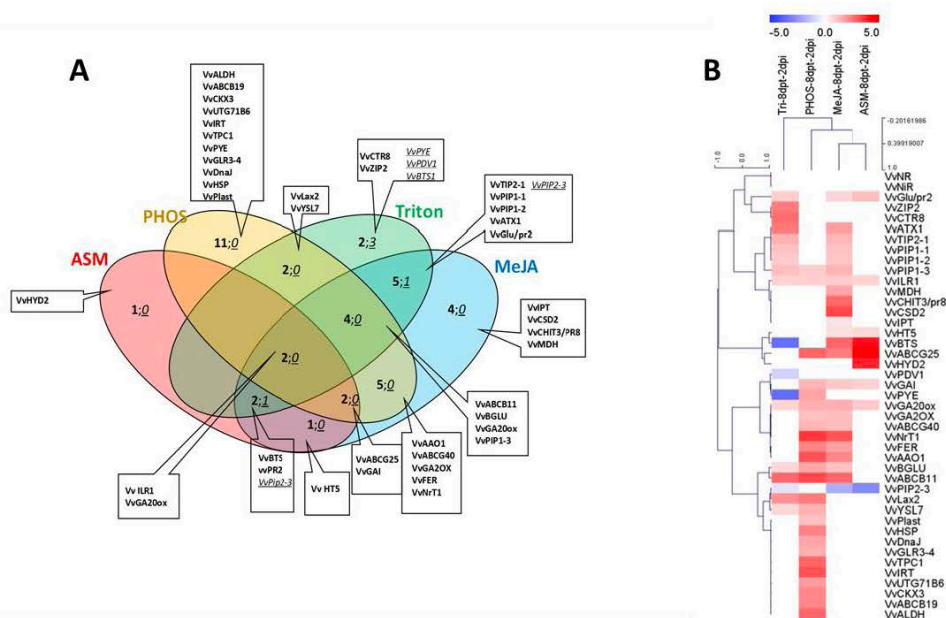 A
VvALDH
VvABCB19
VvCKX3
VvUTG71B6
VvIRT
VvTPC1
VvPYE
VvGLR3-4
VvDnaJ
VvHSP
VvPlast
VvLax2
VvYSL7
VvCTR8 VvPYE
VvZIP2 VvPDV1
VvBTS1
VvTIP2-1 VvPIP2-3
VvPIP1-1
VvPIP1-2
VvATX1
VvGlu/pr2
PHOS
Triton
ASM
MeJA
11;0
2;3
2;0
5;1
1;0
4;0
4;0
2;0
5;0
2;1
2;0
1;0
VvHYD2
VvIPT
VvCSD2
VvCHIT3/PR8
VvMDH
VvABCB11
VvBGLU
VvGA20ox
VvPIP1-3
Vv ILR1
VvGA20ox
VvBTS
vvPR2
VvPip2-3
Vv HT5
VvABCG25
VvGAI
VvAAO1
VvABCG40
VvGA2OX
VvFER
VvNrT1
B
-5.0 0.0 5.0
Tri-8dpt-2dpi
PHOS-8dpt-2dpi
MeJA-8dpt-2dpi
ASM-8dpt-2dpi
-0.20161986
0.39919007
1.0
-1.0 0.0 1.0
VvNR
VvNiR
VvGlu/pr2
VvZIP2
VvCTR8
VvATX1
VvTIP2-1
VvPIP1-1
VvPIP1-2
VvPIP1-3
VvILR1
VvMDH
VvCHIT3/pr8
VvCSD2
VvIPT
VvHT5
VvBTS
VvABCG25
VvHYD2
VvPDV1
VvGAI
VvPYE
VvGA20ox
VvGA2OX
VvABCG40
VvNrT1
VvFER
VvAAO1
VvBGLU
VvABCB11
VvPIP2-3
VvLax2
VvYSL7
VvPlast
VvHSP
VvDnaJ
VvGLR3-4
VvTPC1
VvIRT
VvUTG71B6
VvCKX3
VvABCB19
VvALDH